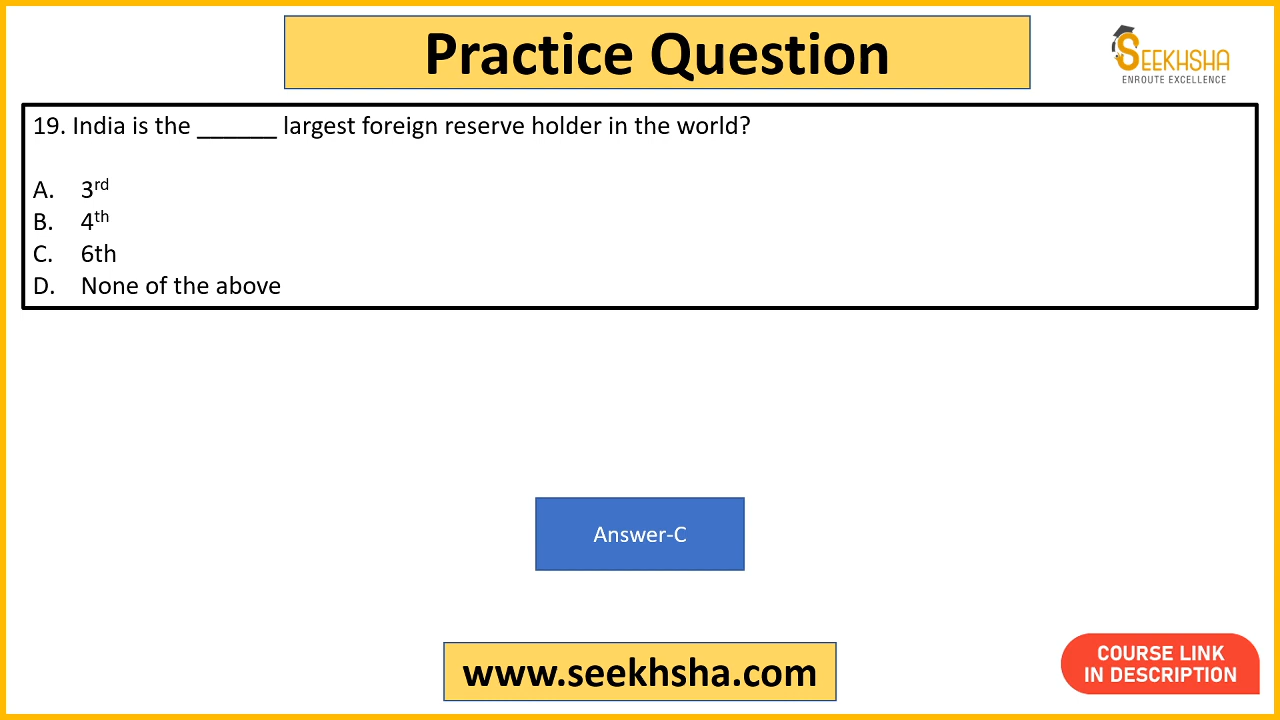 Practice Question
SEEKHSHA
ENROUTE EXCELLENCE
19. India is the ______ largest foreign reserve holder in the world?
A. 3rd
B. 4th
C. 6th
D. None of the above
Answer-C
www.seekhsha.com
COURSE LINK
IN DESCRIPTION